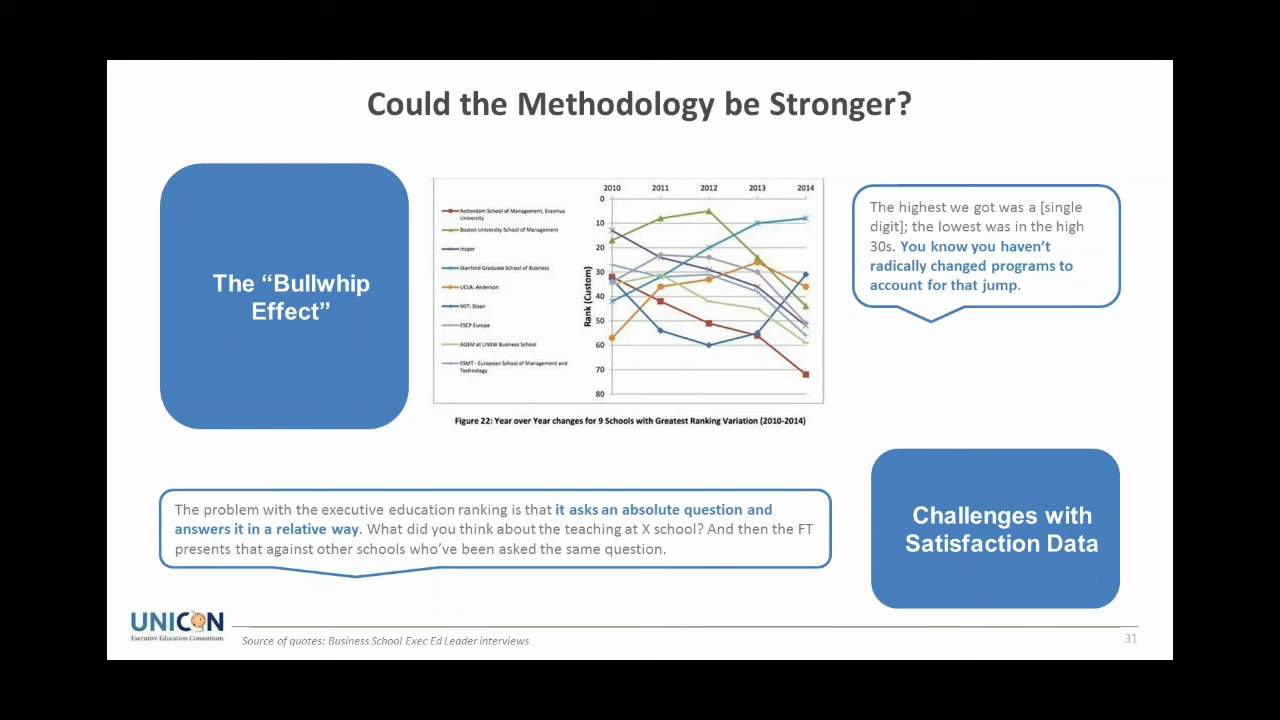 Could the Methodology be Stronger?
The “Bullwhip
Effect”
2010 2011 2012 2013 2014
0
10
20
30
40
50
60
70
80
Rank (Custom)
Rotterdam School of Management, Erasmus
University
Boston University School of Management
Insper
Stanford Graduate School of Business
UCLA: Anderson
MIT: Sloan
ESCP Europe
AGSM at UNSW Business School
ESMT - European School of Management and
Technology
Figure 22: Year over Year changes for 9 Schools with Greatest Ranking Variation (2010-2014)
The highest we got was a [single
digit]; the lowest was in the high
30s. You know you haven’t
radically changed programs to
account for that jump.
The problem with the executive education ranking is that it asks an absolute question and
answers it in a relative way. What did you think about the teaching at X school? And then the FT
presents that against other schools who’ve been asked the same question.
Challenges with
Satisfaction Data
UNICON
Executive Education Consortium
Source of quotes: Business School Exec Ed Leader interviews
31